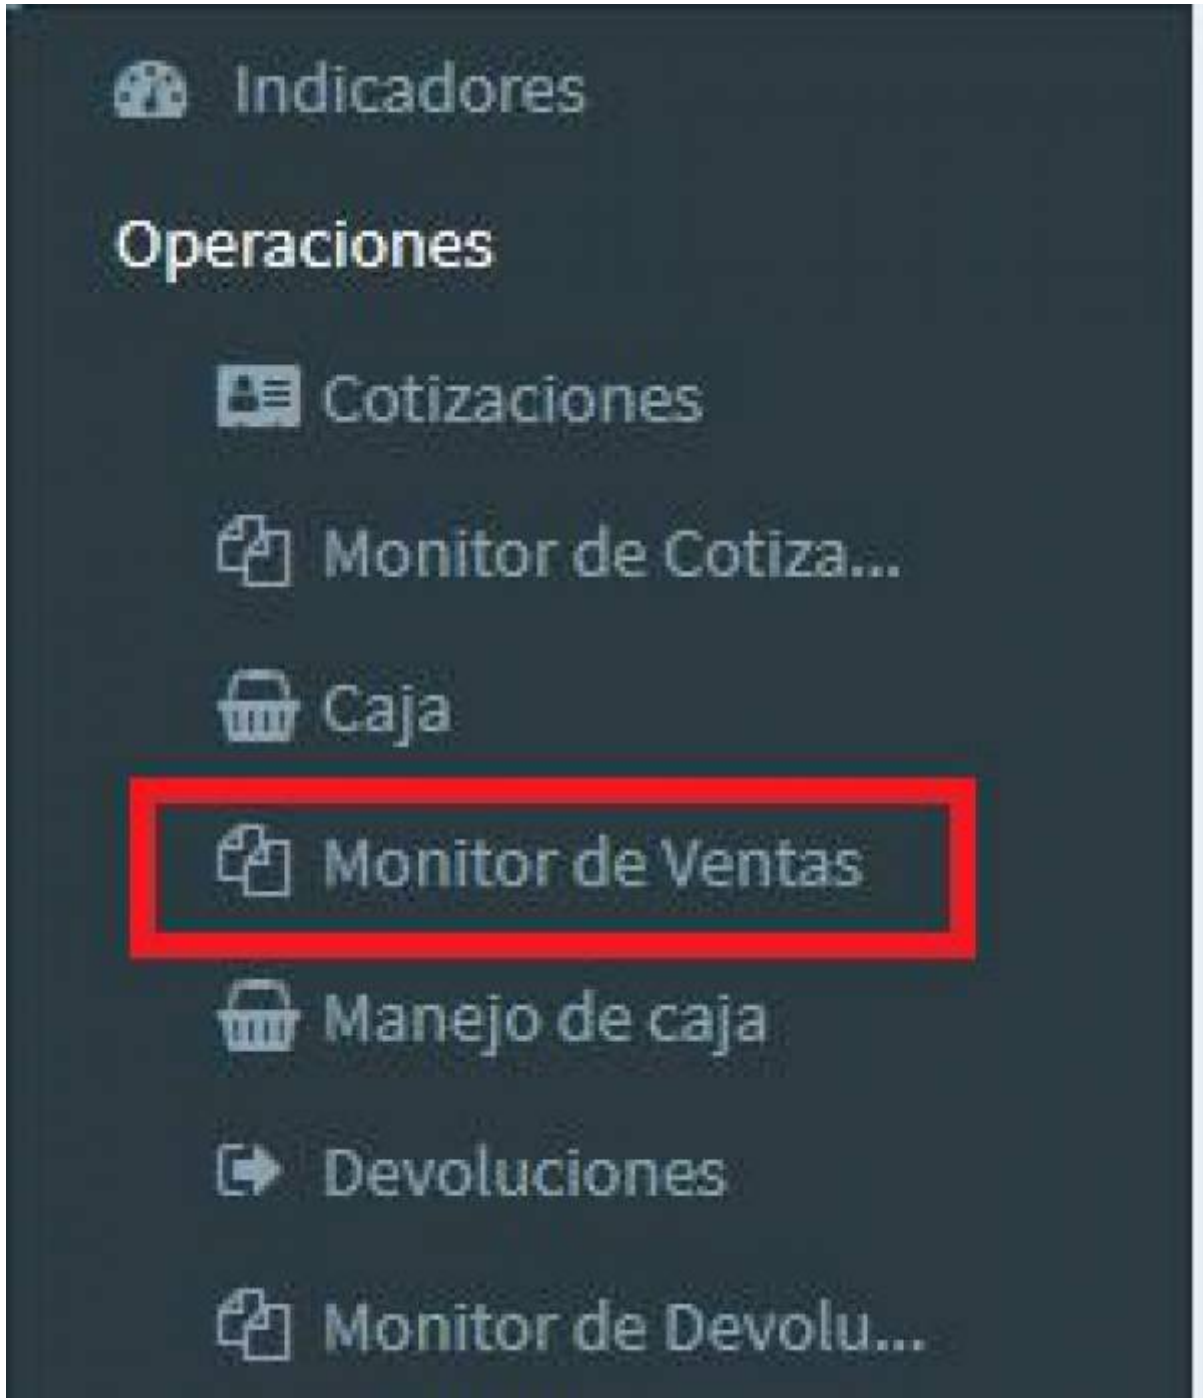 Indicadores
Operaciones
Cotizaciones
Monitor de Cotiza...
Caja
Monitor de Ventas
Manejo de caja
Devoluciones
Monitor de Devolu...